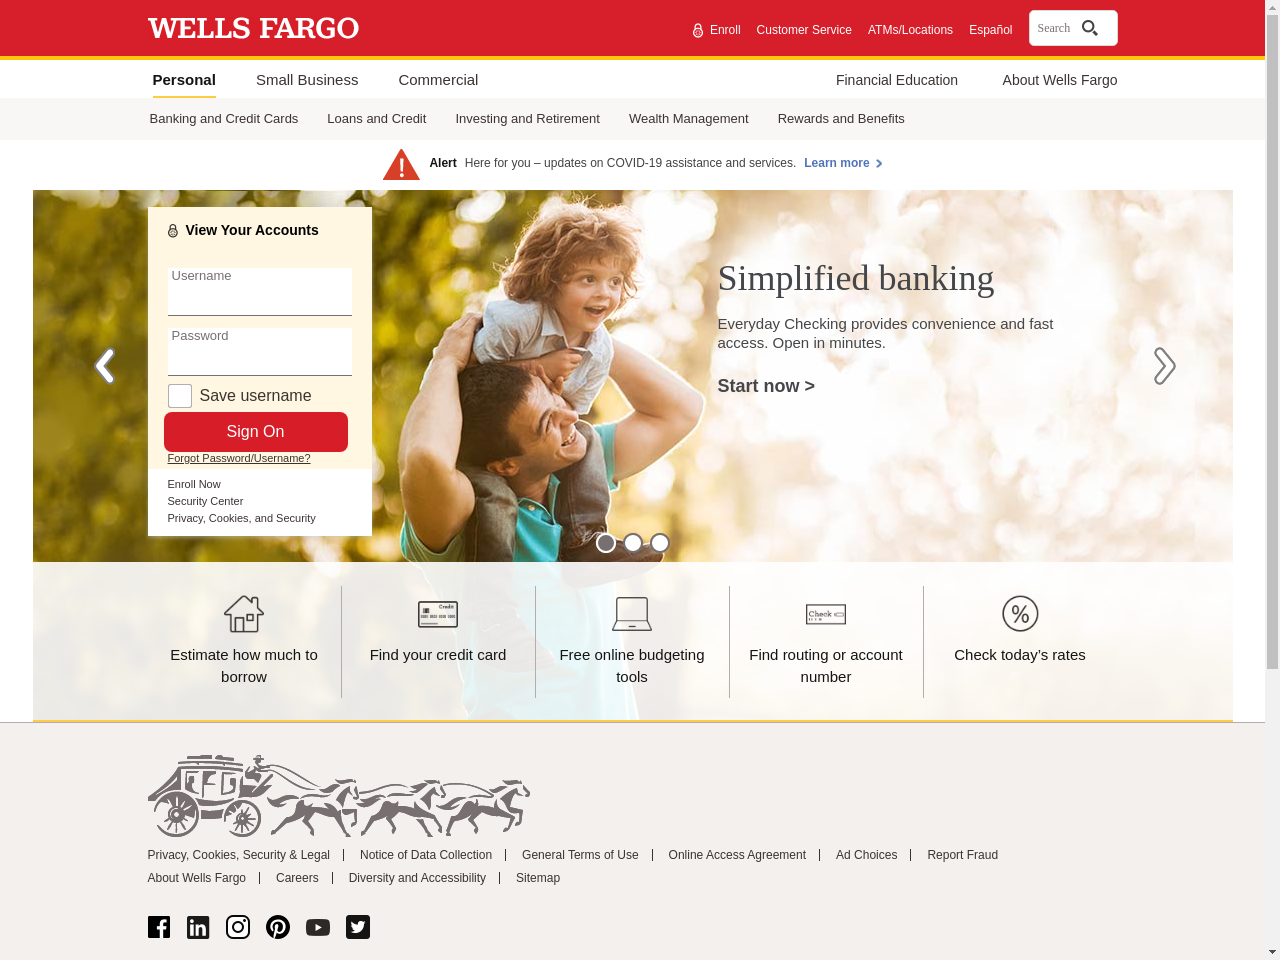 WELLS FARGO
Enroll Customer Service ATMs/Locations Español Search
Personal Small Business Commercial Financial Education About Wells Fargo
Banking and Credit Cards Loans and Credit Investing and Retirement Wealth Management Rewards and Benefits
Alert Here for you – updates on COVID-19 assistance and services. Learn more
View Your Accounts
Username
Password
Save username
Sign On
Forgot Password/Username?
Enroll Now
Security Center
Privacy, Cookies, and Security
Simplified banking
Everyday Checking provides convenience and fast
access. Open in minutes.
Start now >
Estimate how much to
borrow
Credit
Find your credit card
Free online budgeting
tools
Check
Find routing or account
number
%
Check today’s rates
Privacy, Cookies, Security & Legal Notice of Data Collection General Terms of Use Online Access Agreement Ad Choices Report Fraud
About Wells Fargo Careers Diversity and Accessibility Sitemap